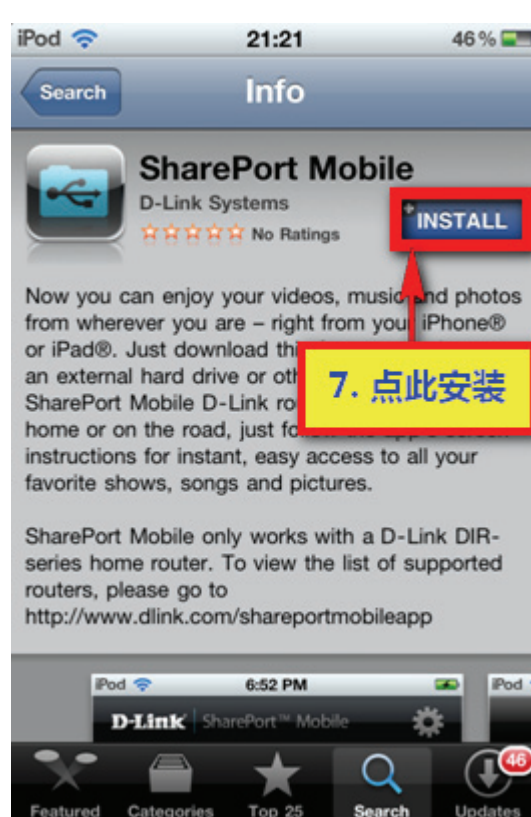 iPod 21:21 46%
Search Info
SharePort Mobile
D-Link Systems
No Ratings
INSTALL
Now you can enjoy your videos, music and photos
from wherever you are – right from your iPhone®
or iPad®. Just download
an external hard drive or
SharePort Mobile D-Link
home or on the road, just
instructions for instant, easy access to all your
favorite shows, songs and pictures.
7. 点此安装
SharePort Mobile only works with a D-Link DIR-
series home router. To view the list of supported
routers, please go to
http://www.dlink.com/shareportmobileapp
iPod 6:52 PM iPod
D-Link SharePort™ Mobile
46
Featured Categories Top 25 Search Updates